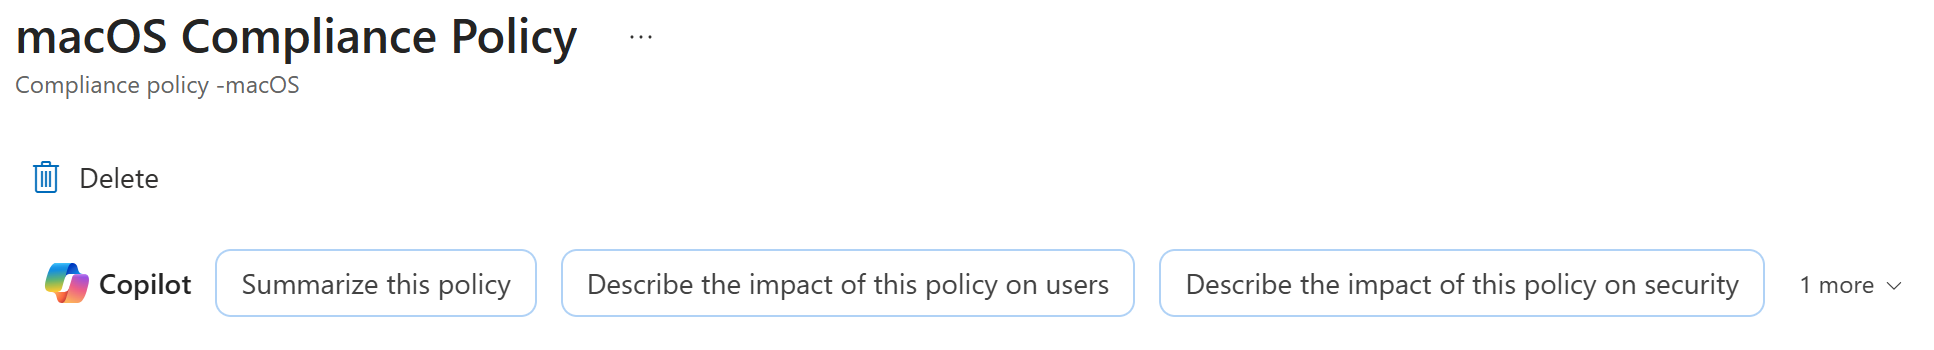 macOS Compliance Policy ...
Compliance policy -macOS
Delete
Copilot Summarize this policy Describe the impact of this policy on users Describe the impact of this policy on security 1 more